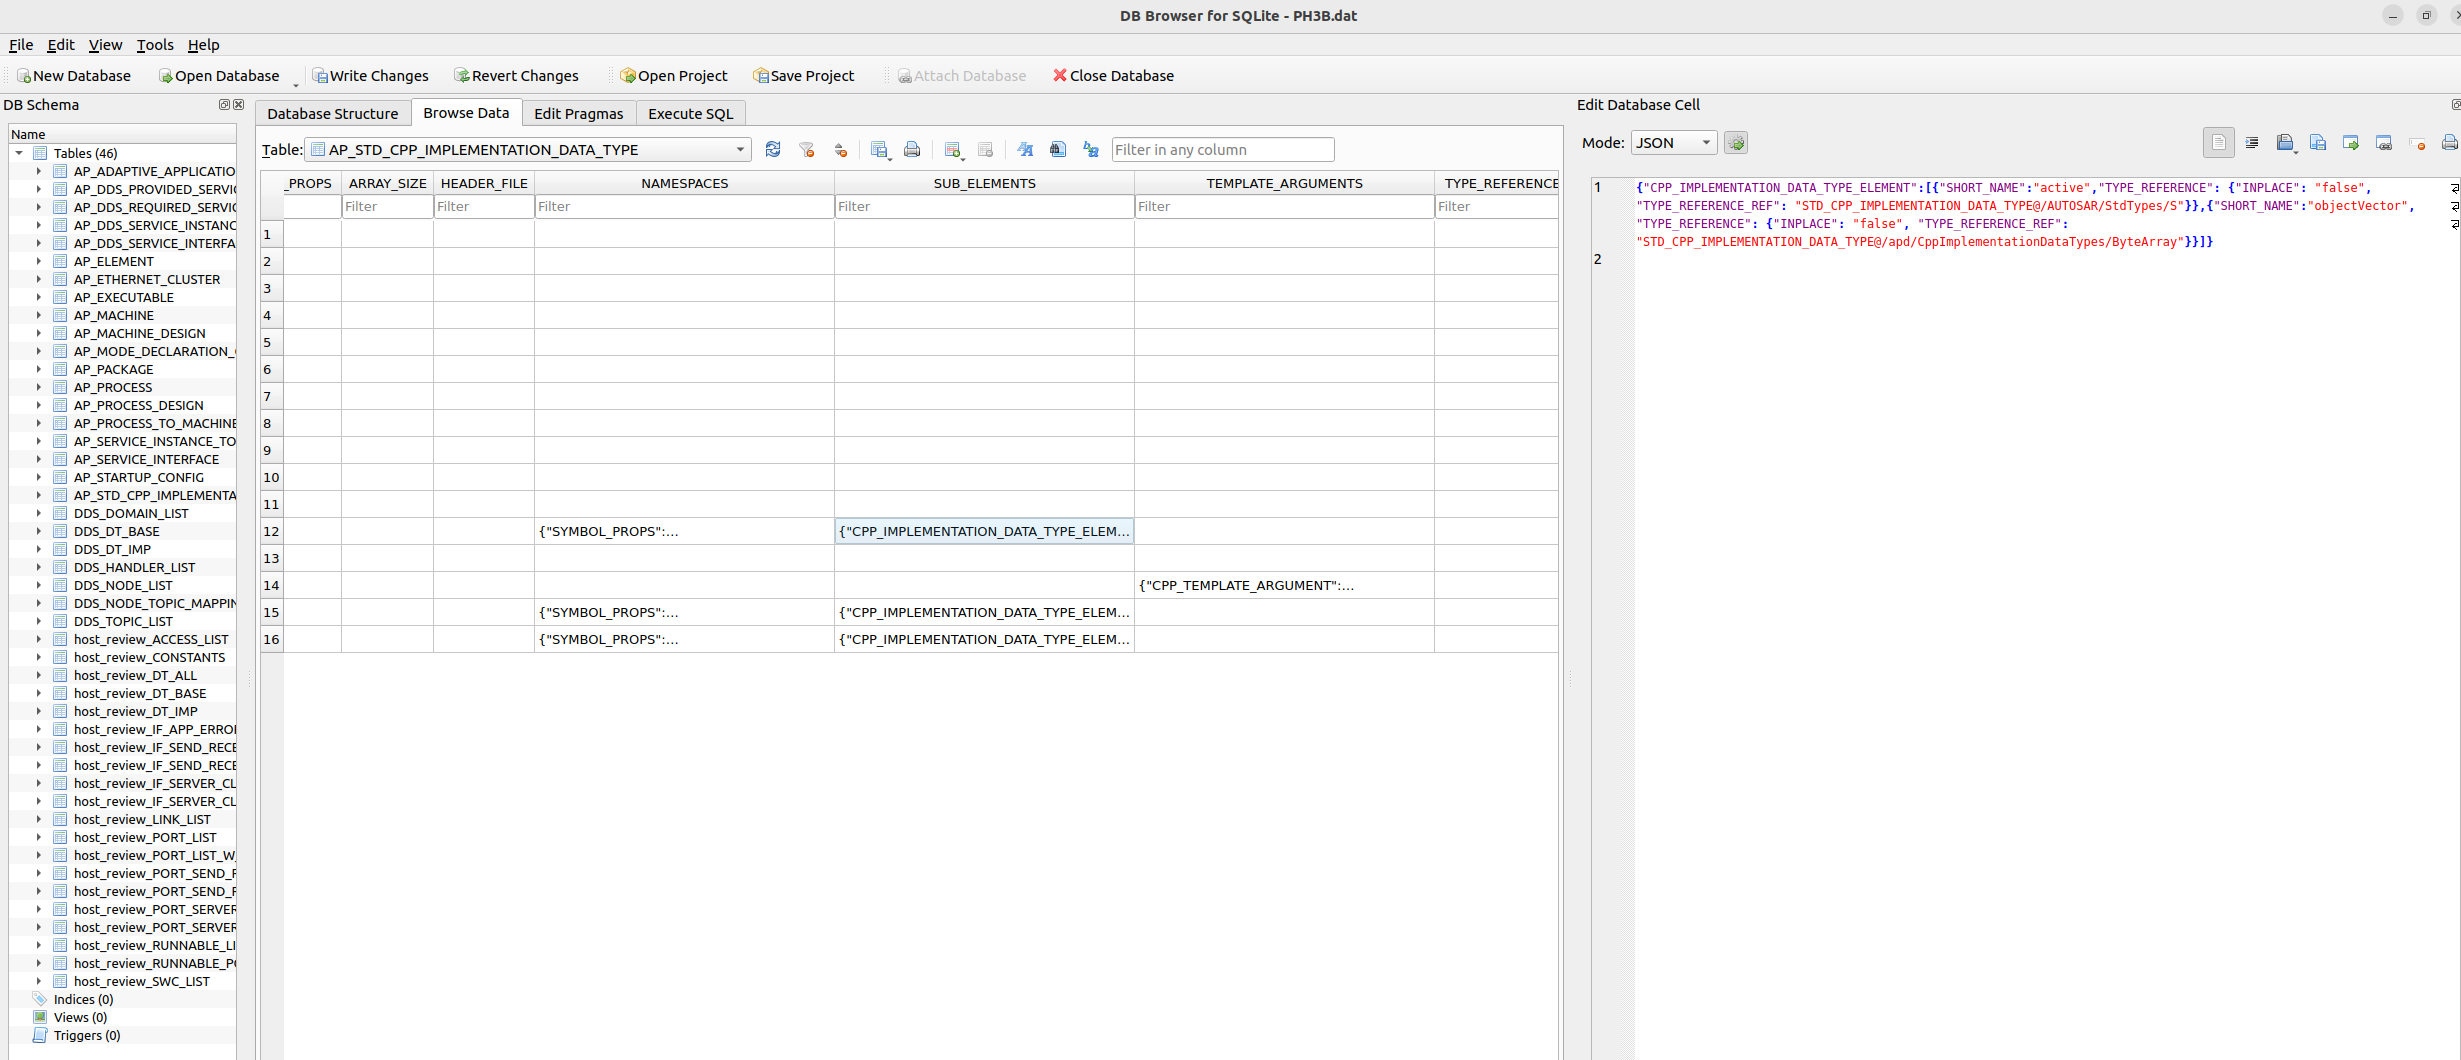 DB Browser for SQLite - PH3B.dat
File Edit View Tools Help
New Database Open Database Write Changes Revert Changes Open Project Save Project Attach Database Close Database
DB Schema
Name
Tables (46)
AP_ADAPTIVE_APPLICATIO
AP_DDS_PROVIDED_SERVIC
AP_DDS_REQUIRED_SERVIC
AP_DDS_SERVICE_INSTANC
AP_DDS_SERVICE_INTERFA
AP_ELEMENT
AP_ETHERNET_CLUSTER
AP_EXECUTABLE
AP_MACHINE
AP_MACHINE_DESIGN
AP_MODE_DECLARATION_
AP_PACKAGE
AP_PROCESS
AP_PROCESS_DESIGN
AP_PROCESS_TO_MACHINE
AP_SERVICE_INSTANCE_TO
AP_SERVICE_INTERFACE
AP_STARTUP_CONFIG
AP_STD_CPP_IMPLEMENTA
DDS_DOMAIN_LIST
DDS_DT_BASE
DDS_DT_IMP
DDS_HANDLER_LIST
DDS_NODE_LIST
DDS_NODE_TOPIC_MAPPIN
DDS_TOPIC_LIST
host_review_ACCESS_LIST
host_review_CONSTANTS
host_review_DT_ALL
host_review_DT_BASE
host_review_DT_IMP
host_review_IF_APP_ERRO
host_review_IF_SEND_RECE
host_review_IF_SEND_RECE
host_review_IF_SERVER_CL
host_review_IF_SERVER_CL
host_review_LINK_LIST
host_review_PORT_LIST
host_review_PORT_LIST_W
host_review_PORT_SEND_F
host_review_PORT_SEND_F
host_review_PORT_SERVER
host_review_PORT_SERVER
host_review_RUNNABLE_LI
host_review_RUNNABLE_P
host_review_SWC_LIST
Indices (0)
Views (0)
Triggers (0)
Database Structure Browse Data Edit Pragmas Execute SQL
Table: AP_STD_CPP_IMPLEMENTATION_DATA_TYPE Filter in any column
_PROPS ARRAY_SIZE HEADER_FILE NAMESPACES SUB_ELEMENTS TEMPLATE_ARGUMENTS TYPE_REFERENCE
Filter Filter Filter Filter Filter Filter
1
2
3
4
5
6
7
8
9
10
11
12 {"SYMBOL_PROPS":... {"CPP_IMPLEMENTATION_DATA_TYPE_ELEM...
13
14 {"CPP_TEMPLATE_ARGUMENT":...
15 {"SYMBOL_PROPS":... {"CPP_IMPLEMENTATION_DATA_TYPE_ELEM...
16 {"SYMBOL_PROPS":... {"CPP_IMPLEMENTATION_DATA_TYPE_ELEM...
Edit Database Cell
Mode: JSON
1 {"CPP_IMPLEMENTATION_DATA_TYPE_ELEMENT":[{"SHORT_NAME":"active","TYPE_REFERENCE": {"INPLACE": "false",
"TYPE_REFERENCE_REF": "STD_CPP_IMPLEMENTATION_DATA_TYPE@/AUTOSAR/StdTypes/S"}},{"SHORT_NAME":"objectVector",
"TYPE_REFERENCE": {"INPLACE": "false", "TYPE_REFERENCE_REF":
"STD_CPP_IMPLEMENTATION_DATA_TYPE@/apd/CppImplementationDataTypes/ByteArray"}}]}
2